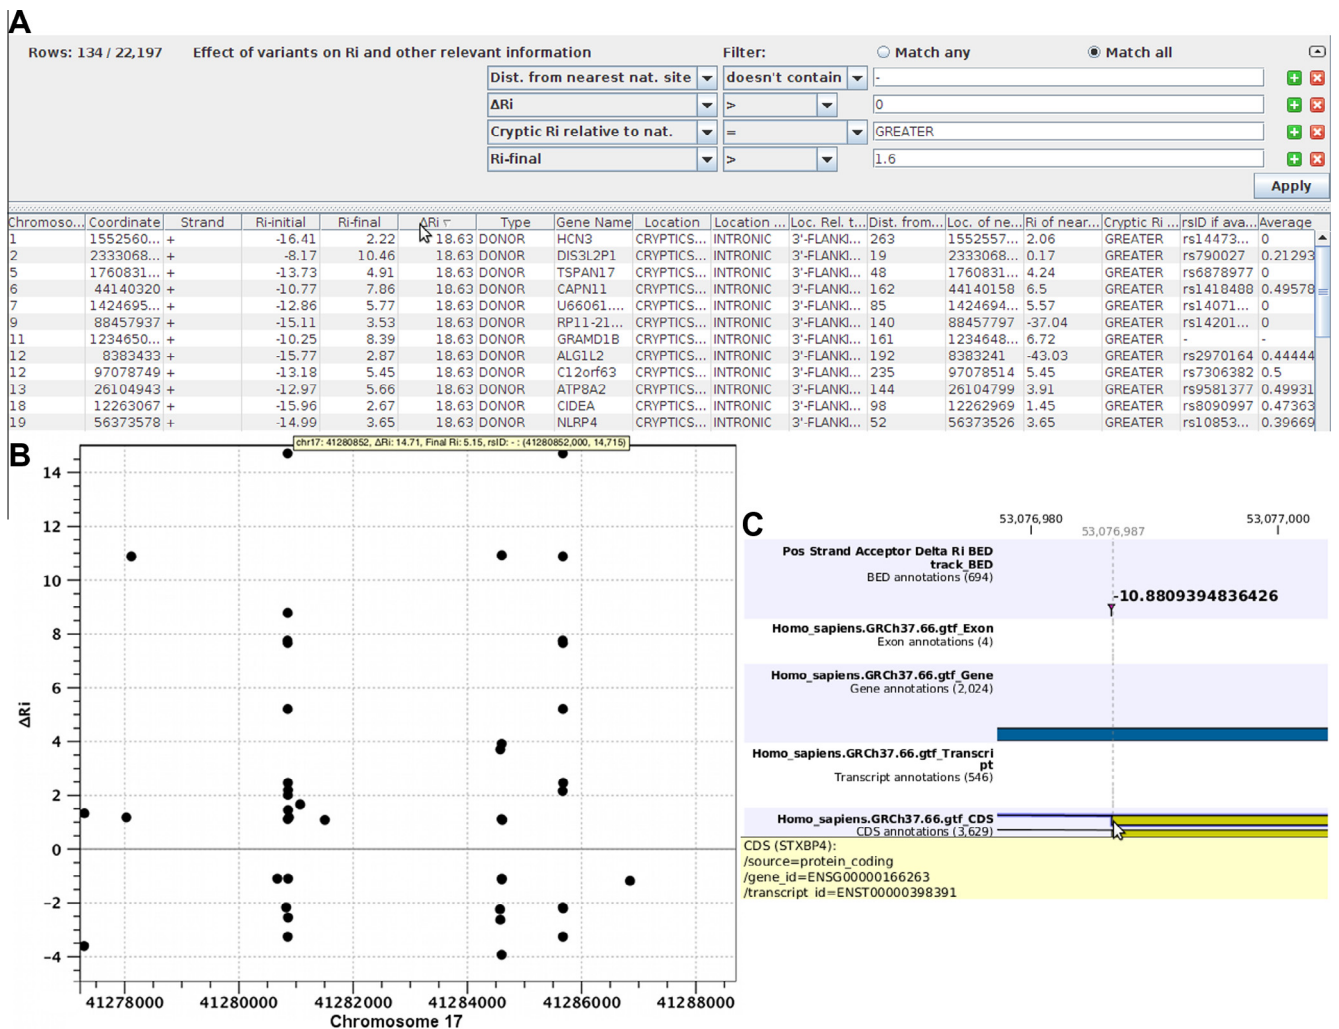 A
Rows: 134 / 22,197 Effect of variants on Ri and other relevant information Filter: Match any Match all
Dist. from nearest nat. site doesn't contain -
ΔRi > 0
Cryptic Ri relative to nat. = GREATER
Ri-final > 1.6
Apply
Chromoso... Coordinate Strand Ri-initial Ri-final ΔRi Type Gene Name Location Location ... Loc. Rel. t... Dist. from... Loc. of ne... Ri of near... Cryptic Ri ... rsID if ava... Average
1 1552560... + -16.41 2.22 18.63 DONOR HCN3 CRYPTICS... INTRONIC 3'-FLANKI... 263 1552557... 2.06 GREATER rs14473... 0
2 2333068... + -8.17 10.46 18.63 DONOR DIS3L2P1 CRYPTICS... INTRONIC 3'-FLANKI... 19 2333068... 0.17 GREATER rs790027 0.21293
5 1760831... + -13.73 4.91 18.63 DONOR TSPAN17 CRYPTICS... INTRONIC 3'-FLANKI... 48 1760831... 4.24 GREATER rs6878977 0
6 44140320 + -10.77 7.86 18.63 DONOR CAPN11 CRYPTICS... INTRONIC 3'-FLANKI... 162 44140158 6.5 GREATER rs1418488 0.49578
7 1424695... + -12.86 5.77 18.63 DONOR U66061.... CRYPTICS... INTRONIC 3'-FLANKI... 85 1424694... 5.57 GREATER rs14071... 0
9 88457937 + -15.11 3.53 18.63 DONOR RP11-21... CRYPTICS... INTRONIC 3'-FLANKI... 140 88457797 -37.04 GREATER rs14201... 0
11 1234650... + -10.25 8.39 18.63 DONOR GRAMD1B CRYPTICS... INTRONIC 3'-FLANKI... 161 1234648... 6.72 GREATER - -
12 8383433 + -15.77 2.87 18.63 DONOR ALG1L2 CRYPTICS... INTRONIC 3'-FLANKI... 192 8383241 -43.03 GREATER rs2970164 0.44444
12 97078749 + -13.18 5.45 18.63 DONOR C12orf63 CRYPTICS... INTRONIC 3'-FLANKI... 235 97078514 5.45 GREATER rs7306382 0.5
13 26104943 + -12.97 5.66 18.63 DONOR ATP8A2 CRYPTICS... INTRONIC 3'-FLANKI... 144 26104799 3.91 GREATER rs9581377 0.49931
18 12263067 + -15.96 2.67 18.63 DONOR CIDEA CRYPTICS... INTRONIC 3'-FLANKI... 98 12262969 1.45 GREATER rs8090997 0.47363
19 56373578 + -14.99 3.65 18.63 DONOR NLRP4 CRYPTICS... INTRONIC 3'-FLANKI... 52 56373526 3.65 GREATER rs10853... 0.39669
B
chr17: 41280852, ΔRi: 14.71, Final Ri: 5.15, rsID: - : (41280852,000, 14,715)
14
12
10
8
6
4
2
0
-2
-4
ΔRi
41278000 41280000 41282000 41284000 41286000 41288000
Chromosome 17
C
53,076,980 53,077,000
53,076,987
Pos Strand Acceptor Delta Ri BED
track_BED
BED annotations (694)
-10.8809394836426
Homo_sapiens.GRCh37.66.gtf_Exon
Exon annotations (4)
Homo_sapiens.GRCh37.66.gtf_Gene
Gene annotations (2,024)
Homo_sapiens.GRCh37.66.gtf_Transcri
pt
Transcript annotations (546)
Homo_sapiens.GRCh37.66.gtf_CDS
CDS annotations (3,629)
CDS (STXBP4):
/source=protein_coding
/gene_id=ENSG00000166263
/transcript_id=ENST00000398391